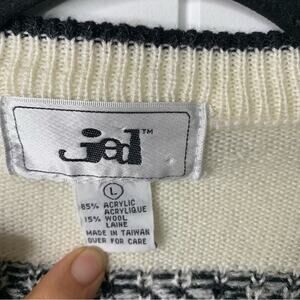 jed™
L
85% ACRYLIC
ACRYLIQUE
15% WOOL
LAINE
MADE IN TAIWAN
OVER FOR CARE